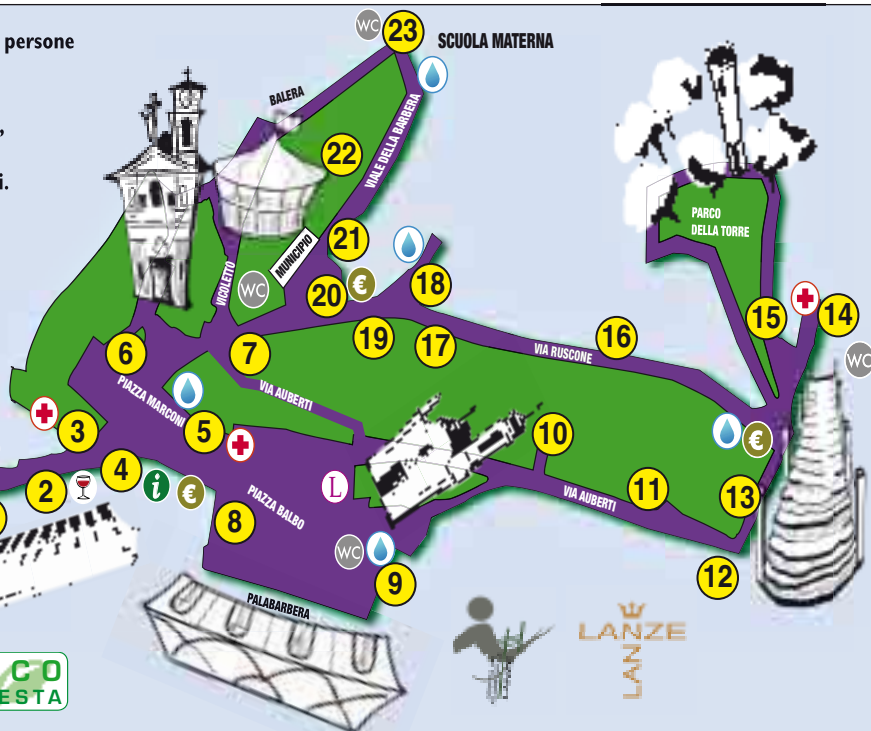 persone
,
i.
WC
23
SCUOLA MATERNA
BALERA
22
VIALE DELLA BARBERA
PARCO
DELLA TORRE
21
MUNICIPIO
VICOLETTO
WC
20
€
18
15
14
WC
6
7
19
17
16
VIA RUSCONE
PIAZZA MARCONI
VIA AUBERTI
3
5
10
€
2
4
i
€
L
11
13
8
PIAZZA BALBO
VIA AUBERTI
WC
9
12
PALABARBERA
LANZE
LANZE
CO
ESTA